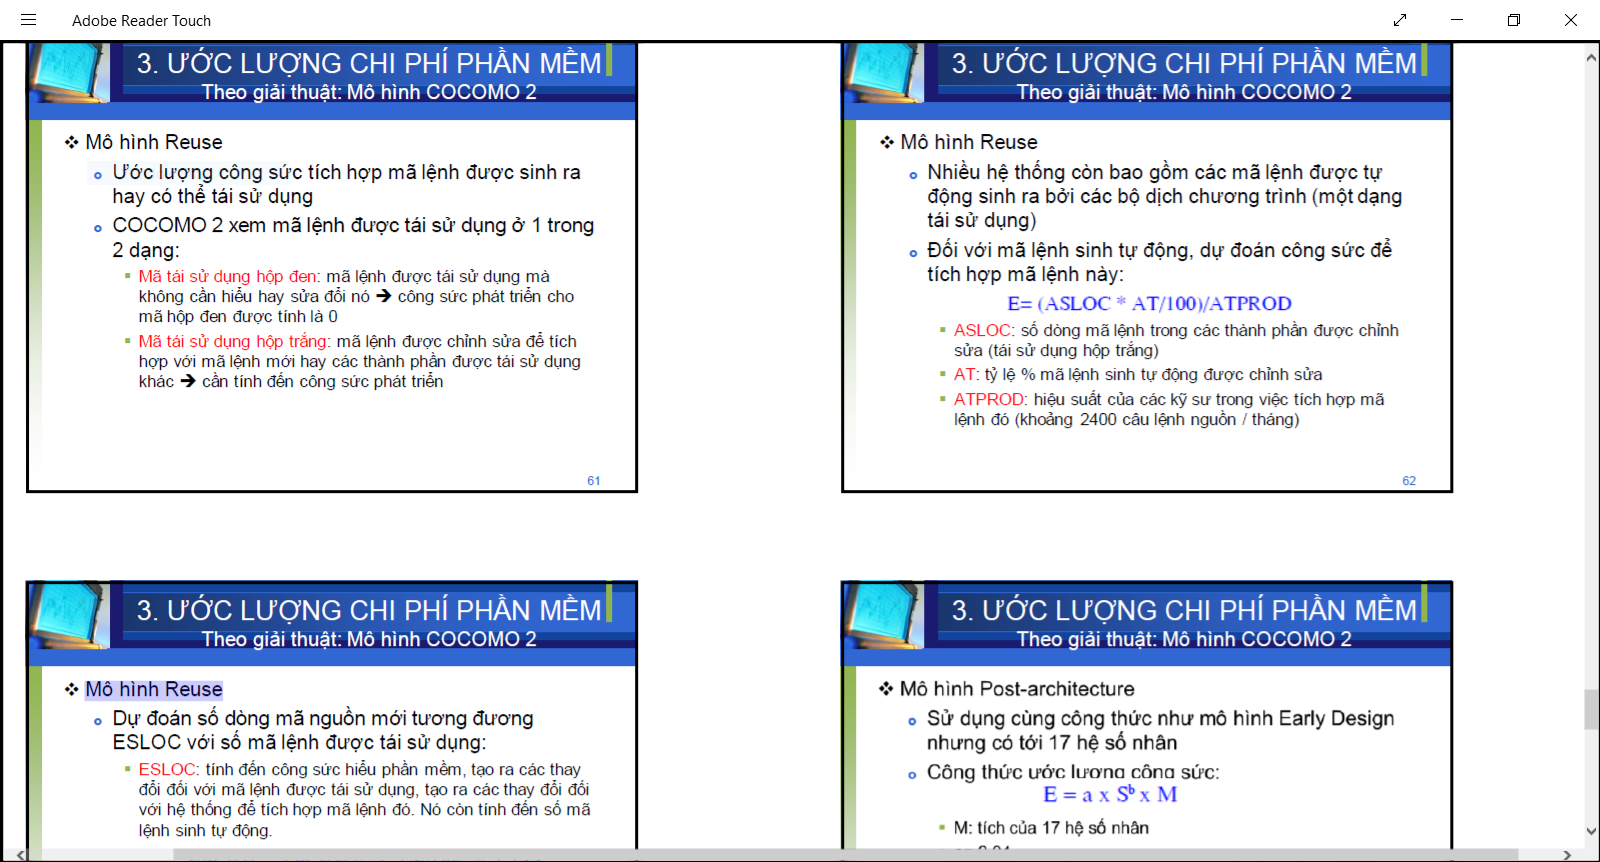 Adobe Reader Touch
3. ƯỚC LƯỢNG CHI PHÍ PHẦN MỀM
Theo giải thuật: Mô hình COCOMO 2
❖ Mô hình Reuse
Ước lượng công sức tích hợp mã lệnh được sinh ra
hay có thể tái sử dụng
COCOMO 2 xem mã lệnh được tái sử dụng ở 1 trong
2 dạng:
Mã tái sử dụng hộp đen: mã lệnh được tái sử dụng mà
không cần hiểu hay sửa đổi nó ➔ công sức phát triển cho
mã hộp đen được tính là 0
Mã tái sử dụng hộp trắng: mã lệnh được chỉnh sửa để tích
hợp với mã lệnh mới hay các thành phần được tái sử dụng
khác ➔ cần tính đến công sức phát triển
61
3. ƯỚC LƯỢNG CHI PHÍ PHẦN MỀM
Theo giải thuật: Mô hình COCOMO 2
❖ Mô hình Reuse
Nhiều hệ thống còn bao gồm các mã lệnh được tự
động sinh ra bởi các bộ dịch chương trình (một dạng
tái sử dụng)
Đối với mã lệnh sinh tự động, dự đoán công sức để
tích hợp mã lệnh này:
E= (ASLOC * AT/100)/ATPROD
ASLOC: số dòng mã lệnh trong các thành phần được chỉnh
sửa (tái sử dụng hộp trắng)
AT: tỷ lệ % mã lệnh sinh tự động được chỉnh sửa
ATPROD: hiệu suất của các kỹ sư trong việc tích hợp mã
lệnh đó (khoảng 2400 câu lệnh nguồn / tháng)
62
3. ƯỚC LƯỢNG CHI PHÍ PHẦN MỀM
Theo giải thuật: Mô hình COCOMO 2
❖ Mô hình Reuse
Dự đoán số dòng mã nguồn mới tương đương
ESLOC với số mã lệnh được tái sử dụng:
ESLOC: tính đến công sức hiểu phần mềm, tạo ra các thay
đổi đối với mã lệnh được tái sử dụng, tạo ra các thay đổi đối
với hệ thống để tích hợp mã lệnh đó. Nó còn tính đến số mã
lệnh sinh tự động.
3. ƯỚC LƯỢNG CHI PHÍ PHẦN MỀM
Theo giải thuật: Mô hình COCOMO 2
❖ Mô hình Post-architecture
Sử dụng cùng công thức như mô hình Early Design
nhưng có tới 17 hệ số nhân
Công thức ước lượng công sức:
E = a x Sᵇ x M
M: tích của 17 hệ số nhân